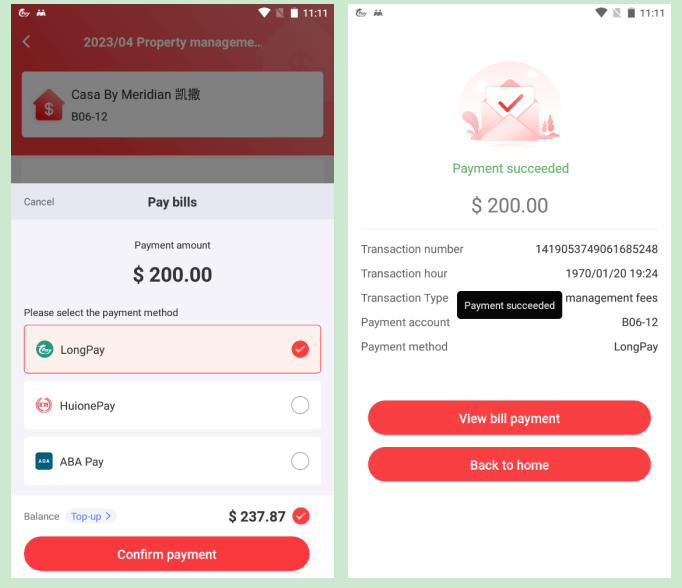 11:11
2023/04 Property manageme...
Casa By Meridian 凯撒
B06-12
Cancel
Pay bills
Payment amount
$ 200.00
Please select the payment method
LongPay
HuionePay
ABA Pay
Balance Top-up >
$ 237.87
Confirm payment
11:11
Payment succeeded
$ 200.00
Transaction number 1419053749061685248
Transaction hour 1970/01/20 19:24
Transaction Type management fees
Payment succeeded
Payment account B06-12
Payment method LongPay
View bill payment
Back to home